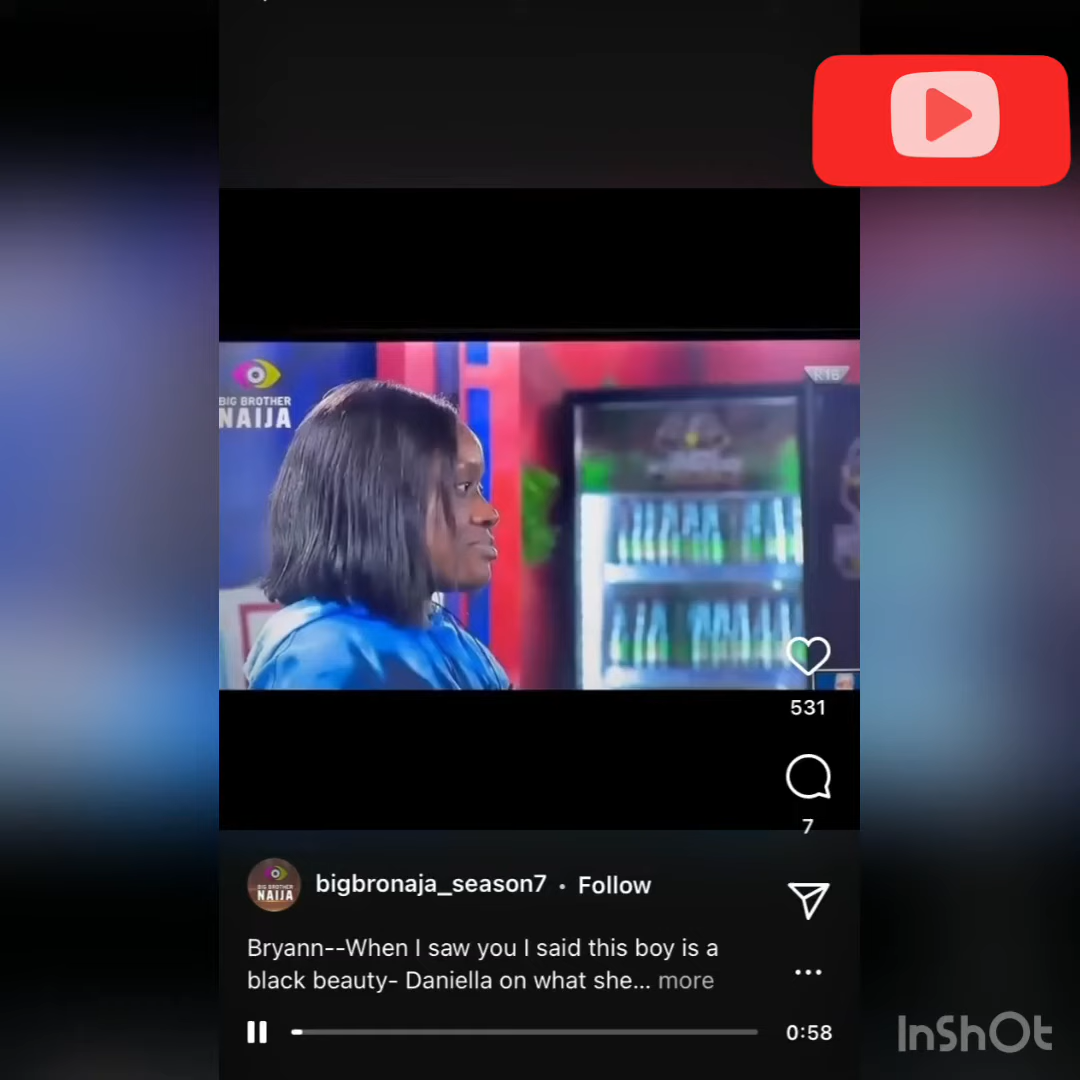 BIG BROTHER
NAIJA
R18
531
7
BIG BROTHER
NAIJA
bigbronaja_season7 • Follow
Bryann--When I saw you I said this boy is a
black beauty- Daniella on what she... more
0:58
InShOt